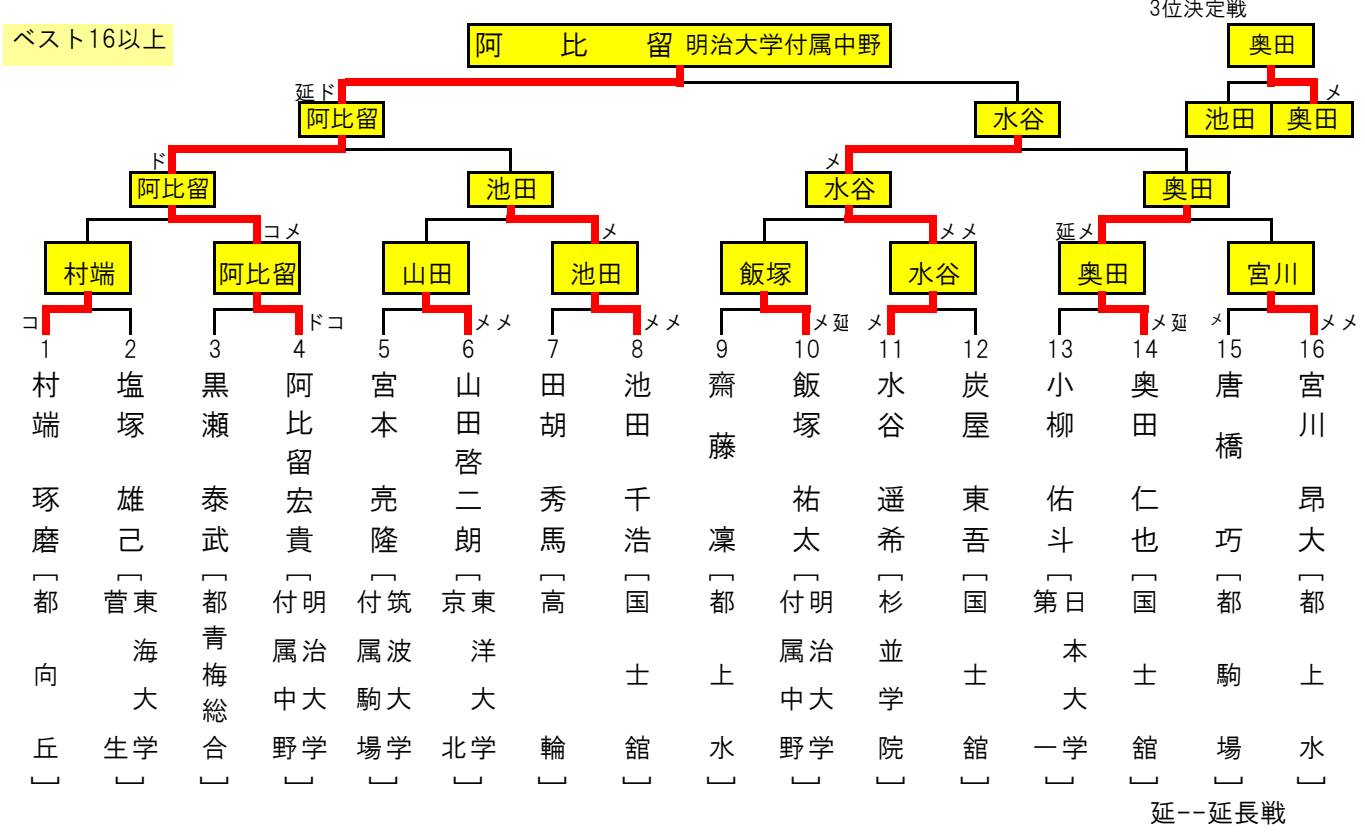 3位決定戦
ベスト16以上
阿 比 留 明治大学付属中野
奥田
延ド
メ
阿比留
水谷
池田
奥田
ド
メ
阿比留
池田
水谷
奥田
コメ
メ
メメ
延メ
村端
阿比留
山田
池田
飯塚
水谷
奥田
宮川
コ
ドコ
メメ
メメ
メ延
メ
メ延
メ
メメ
1
2
3
4
5
6
7
8
9
10
11
12
13
14
15
16
村端 琢磨
塩塚 雄己
黒瀬 泰武
阿比留宏貴
宮本 亮隆
山田啓二朗
田胡 秀馬
池田 千浩
齋藤 凜
飯塚 祐太
水谷 遥希
炭屋 東吾
小柳 佑斗
奥田 仁也
唐橋 巧
宮川 昂大
[都向丘]
[東海大学菅生]
[都青梅総合]
[明治大学付属中野]
[筑波大学付属駒場]
[東洋大学京北]
[高輪]
[国士舘]
[都上水]
[明治大学付属中野]
[杉並学院]
[国士舘]
[日本大学第一]
[国士舘]
[都駒場]
[都上水]
延--延長戦